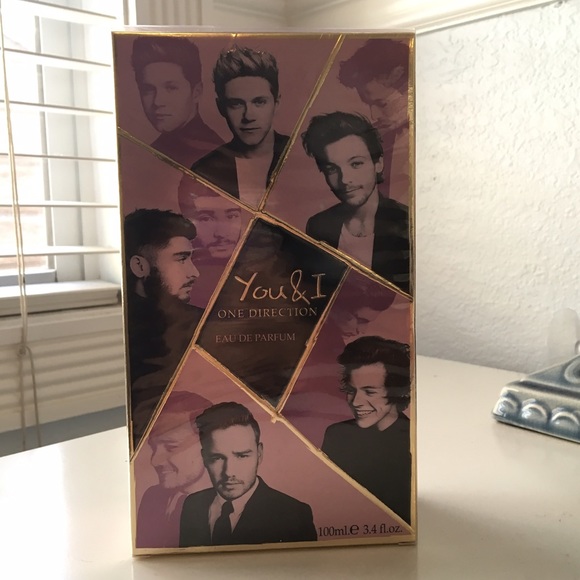 You & I
ONE DIRECTION
EAU DE PARFUM
100ml.℮ 3.4 fl.oz.